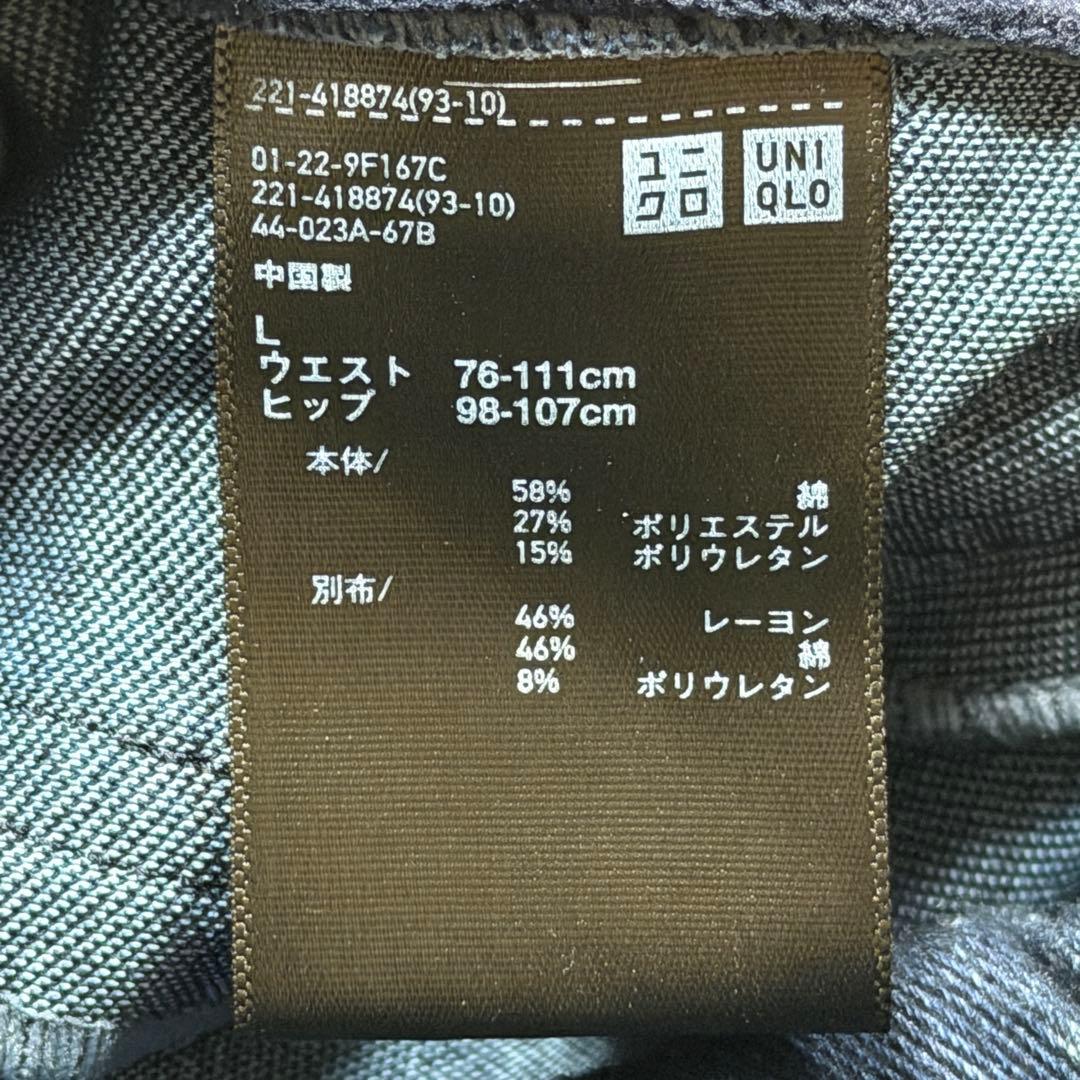 221-418874(93-10)
01-22-9F167C
221-418874(93-10)
44-023A-67B
ユニ
クロ
UNI
QLO
中国製
L
ウエスト 76-111cm
ヒップ 98-107cm
本体/
58% 綿
27% ポリエステル
15% ポリウレタン
別布/
46% レーヨン
46% 綿
8% ポリウレタン